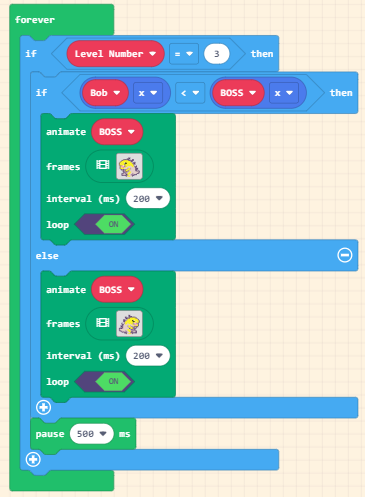 forever
if Level Number = 3 then
if Bob x < BOSS x then
animate BOSS
frames
interval (ms) 200
loop ON
else
animate BOSS
frames
interval (ms) 200
loop ON
pause 500 ms